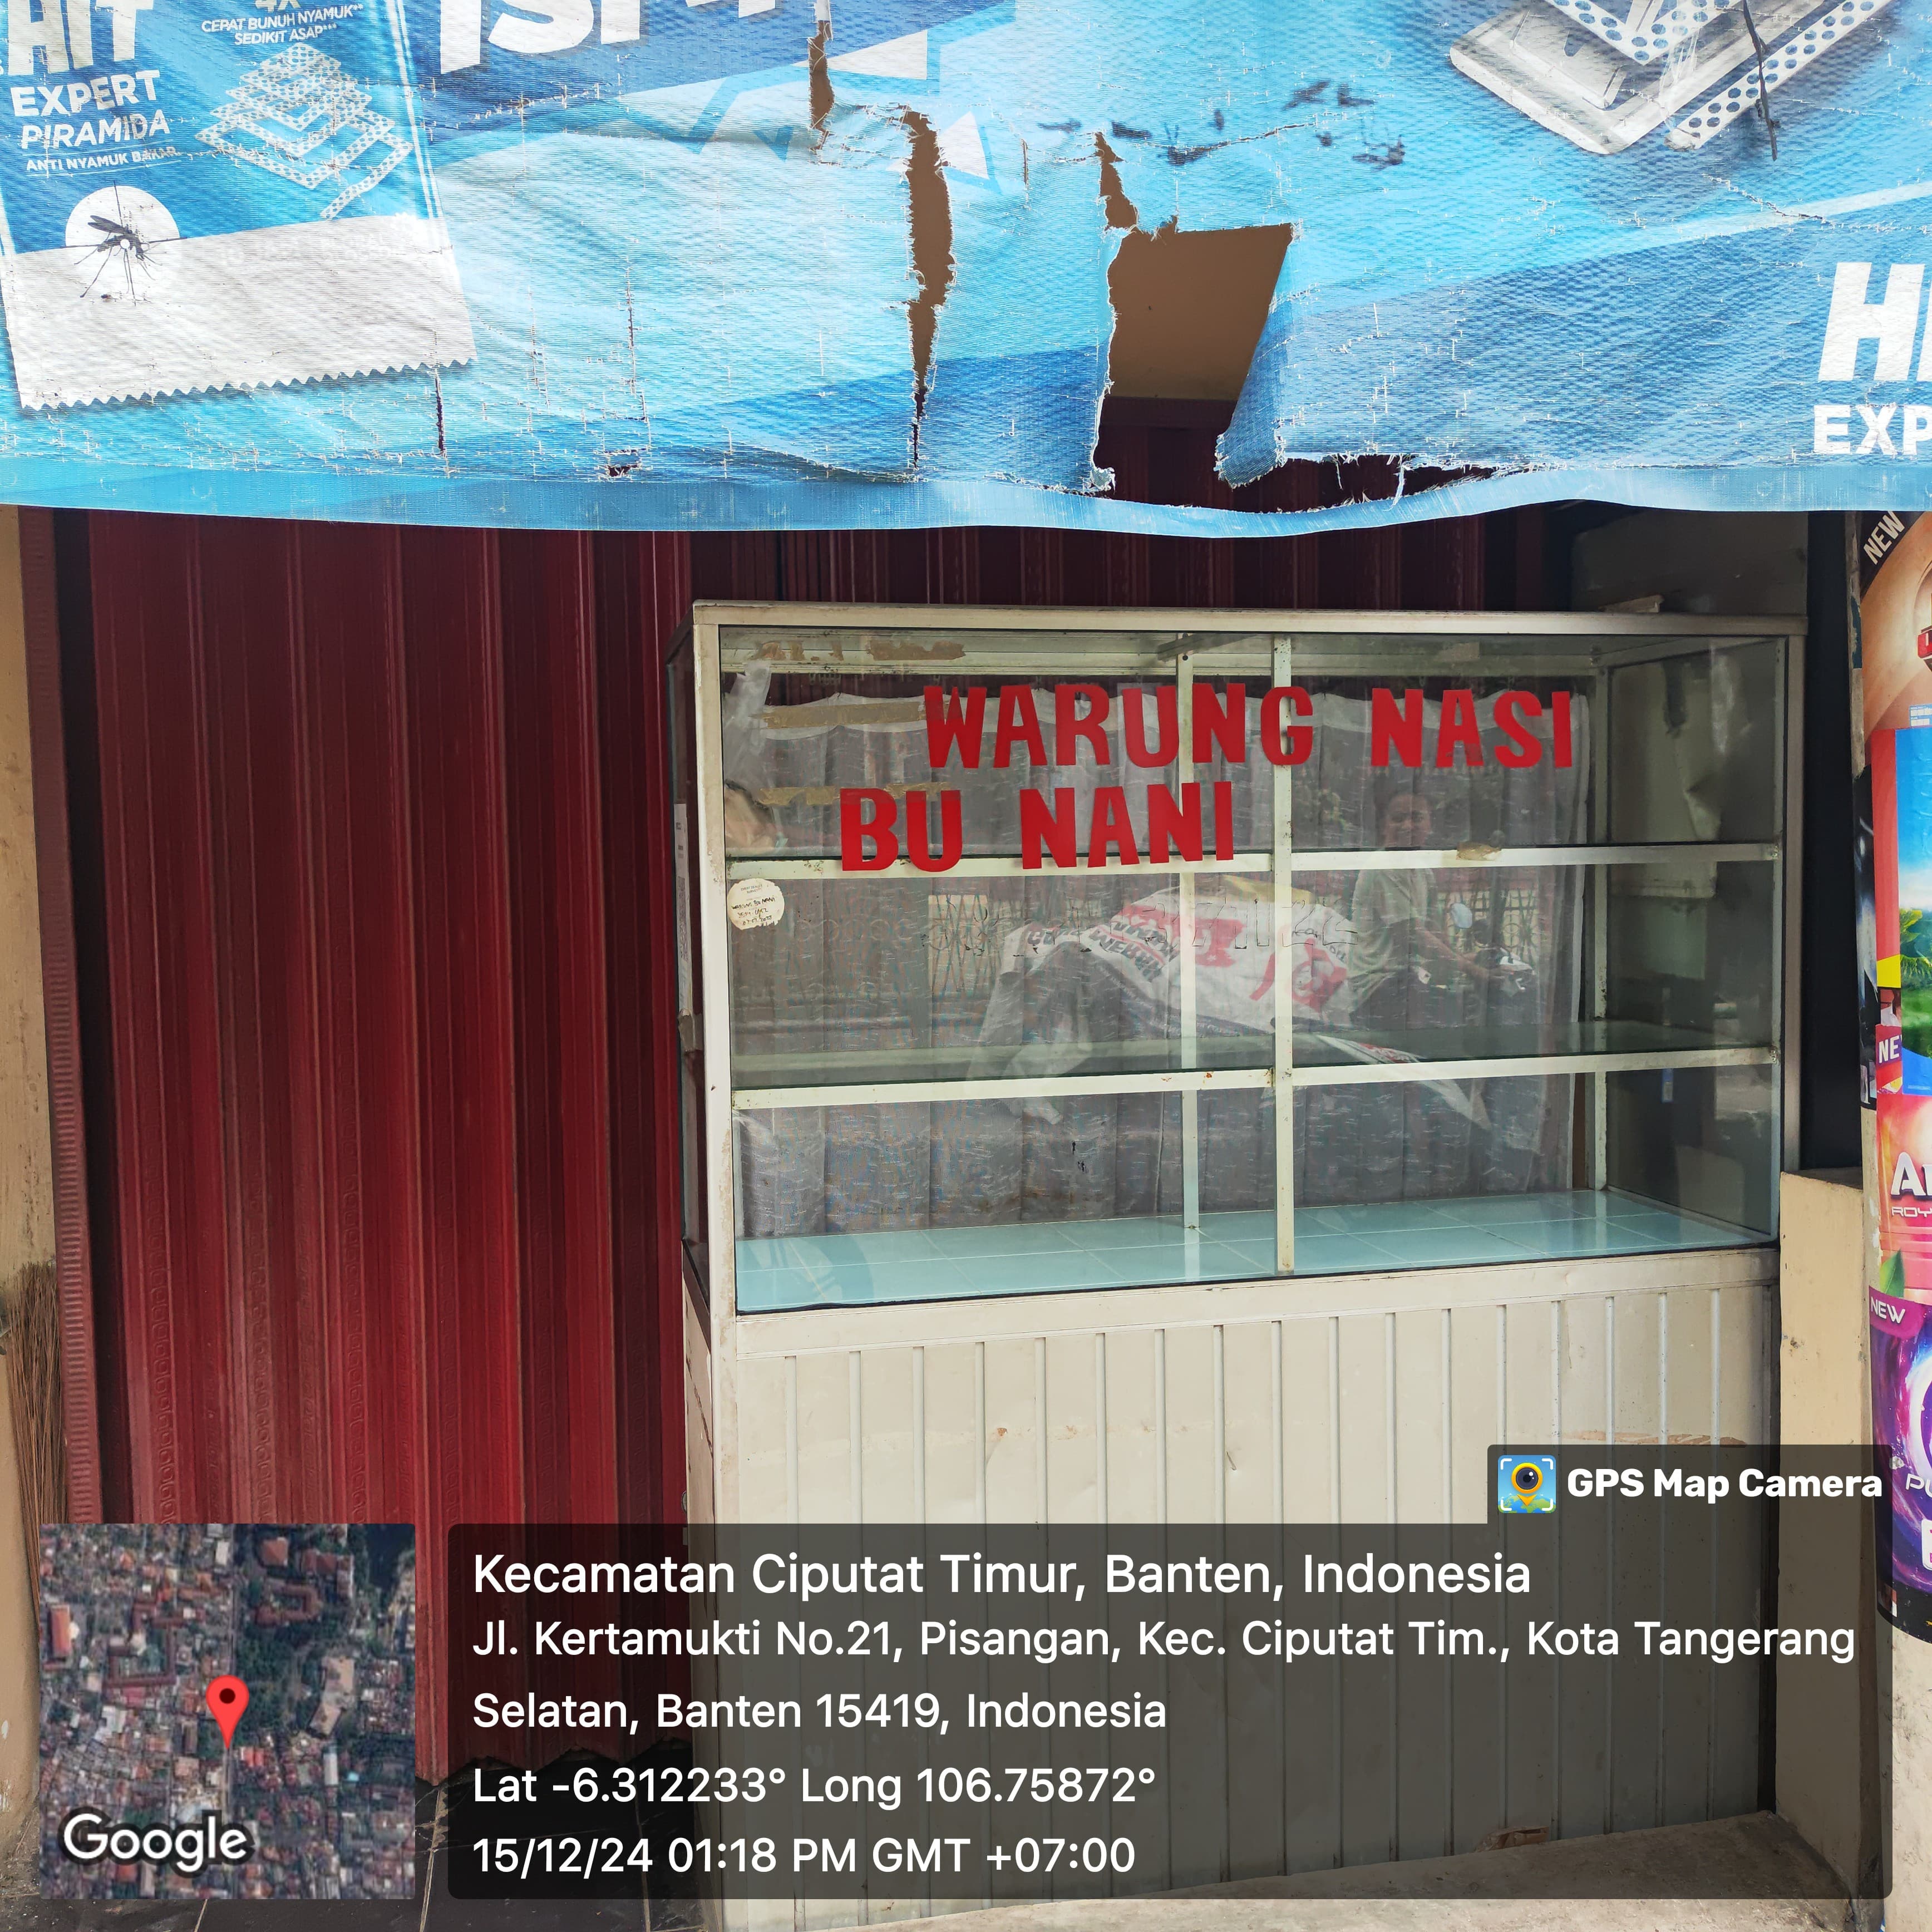 4X
CEPAT BUNUH NYAMUK**
SEDIKIT ASAP***
HIT
EXPERT
PIRAMIDA
ANTI NYAMUK BAKAR
EXP
NEW
WARUNG NASI
BU NANI
NEW
GPS Map Camera
Kecamatan Ciputat Timur, Banten, Indonesia
Jl. Kertamukti No.21, Pisangan, Kec. Ciputat Tim., Kota Tangerang
Selatan, Banten 15419, Indonesia
Lat -6.312233° Long 106.75872°
15/12/24 01:18 PM GMT +07:00
Google